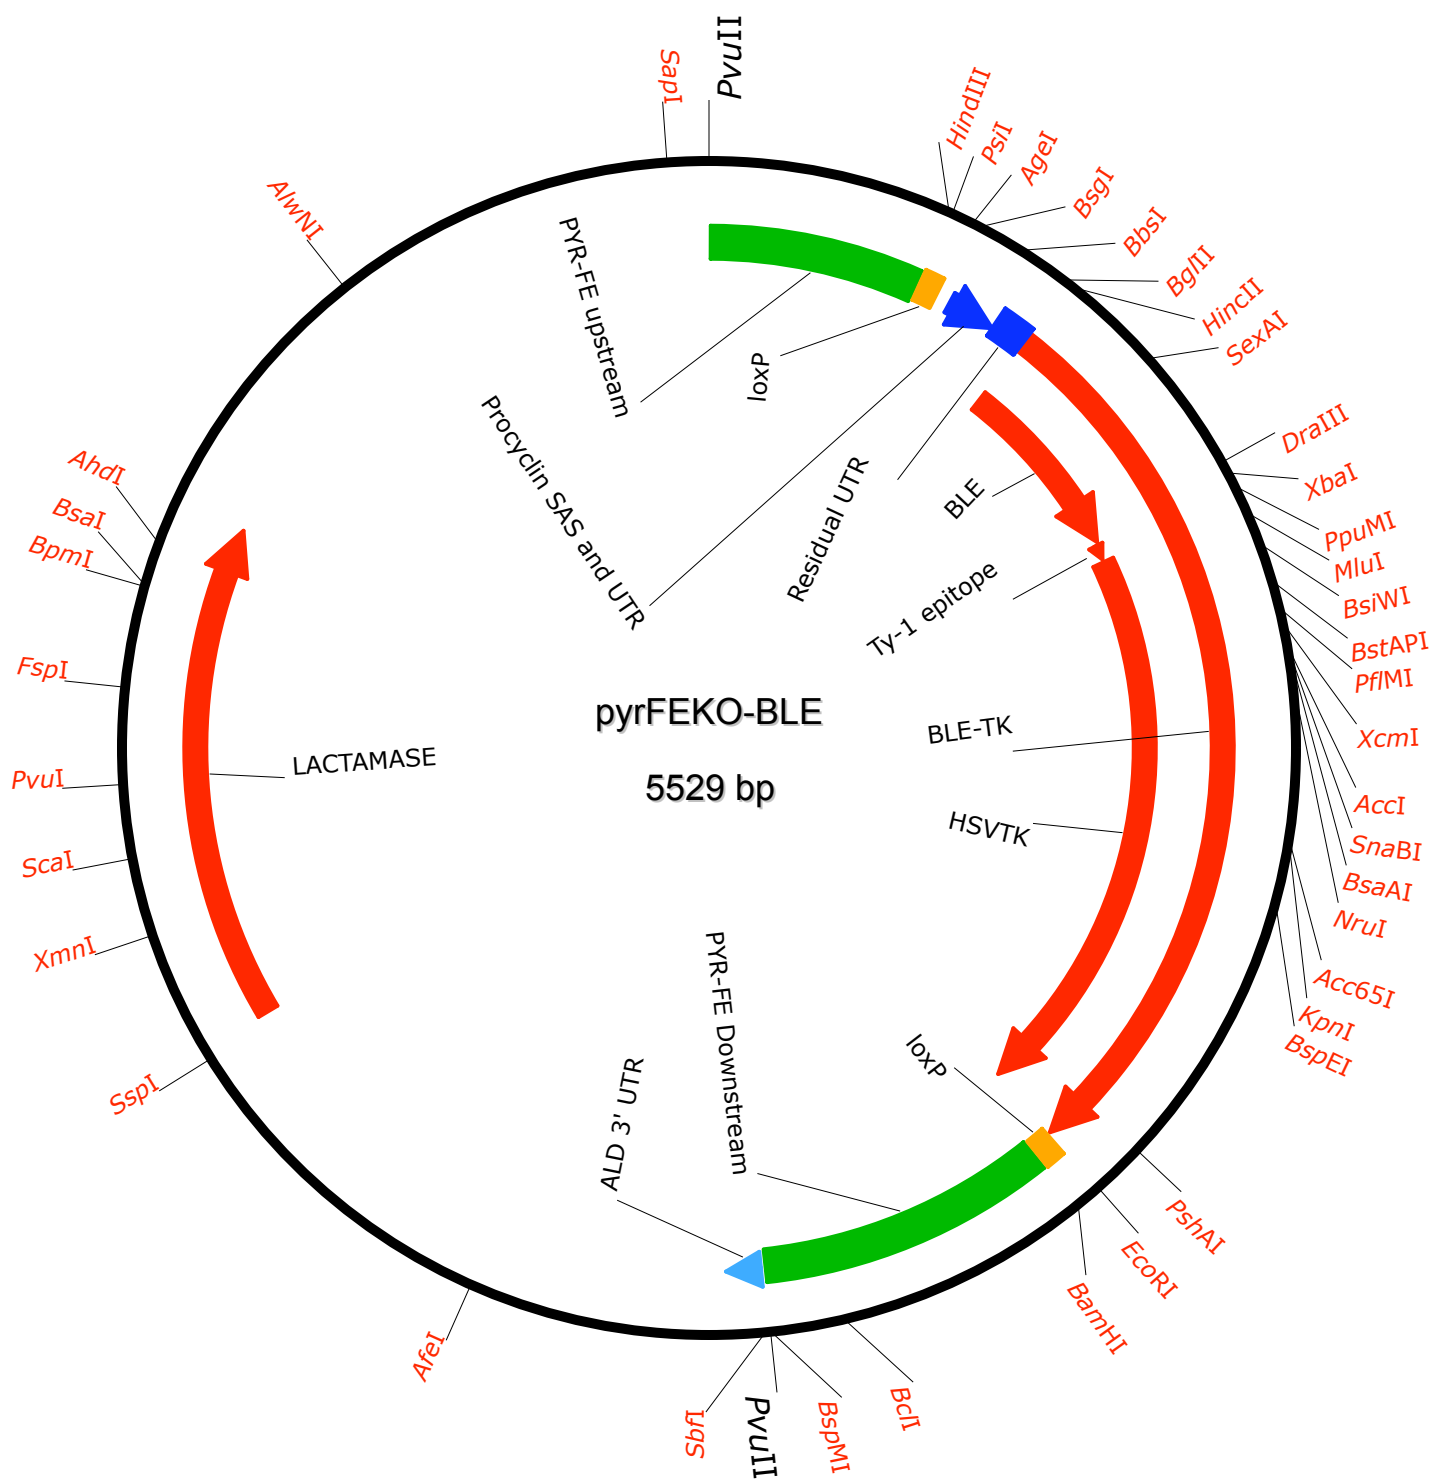 PvuII
HindIII
PsiI
AgeI
BsgI
BbsI
BglII
HincII
SexAI
DraIII
XbaI
PpuMI
MluI
BsiWI
BstAPI
PflMI
XcmI
AccI
SnaBI
BsaAI
NruI
Acc65I
KpnI
BspEI
PshAI
EcoRI
BamHI
BclI
BspMI
PvuII
SbfI
AfeI
SspI
XmnI
ScaI
PvuI
FspI
BpmI
BsaI
AhdI
AlwNI
SapI
PYR-FE upstream
loxP
Procyclin SAS and UTR
Residual UTR
BLE
Ty-1 epitope
pyrFEKO-BLE
5529 bp
BLE-TK
HSVTK
LACTAMASE
loxP
PYR-FE Downstream
ALD 3' UTR